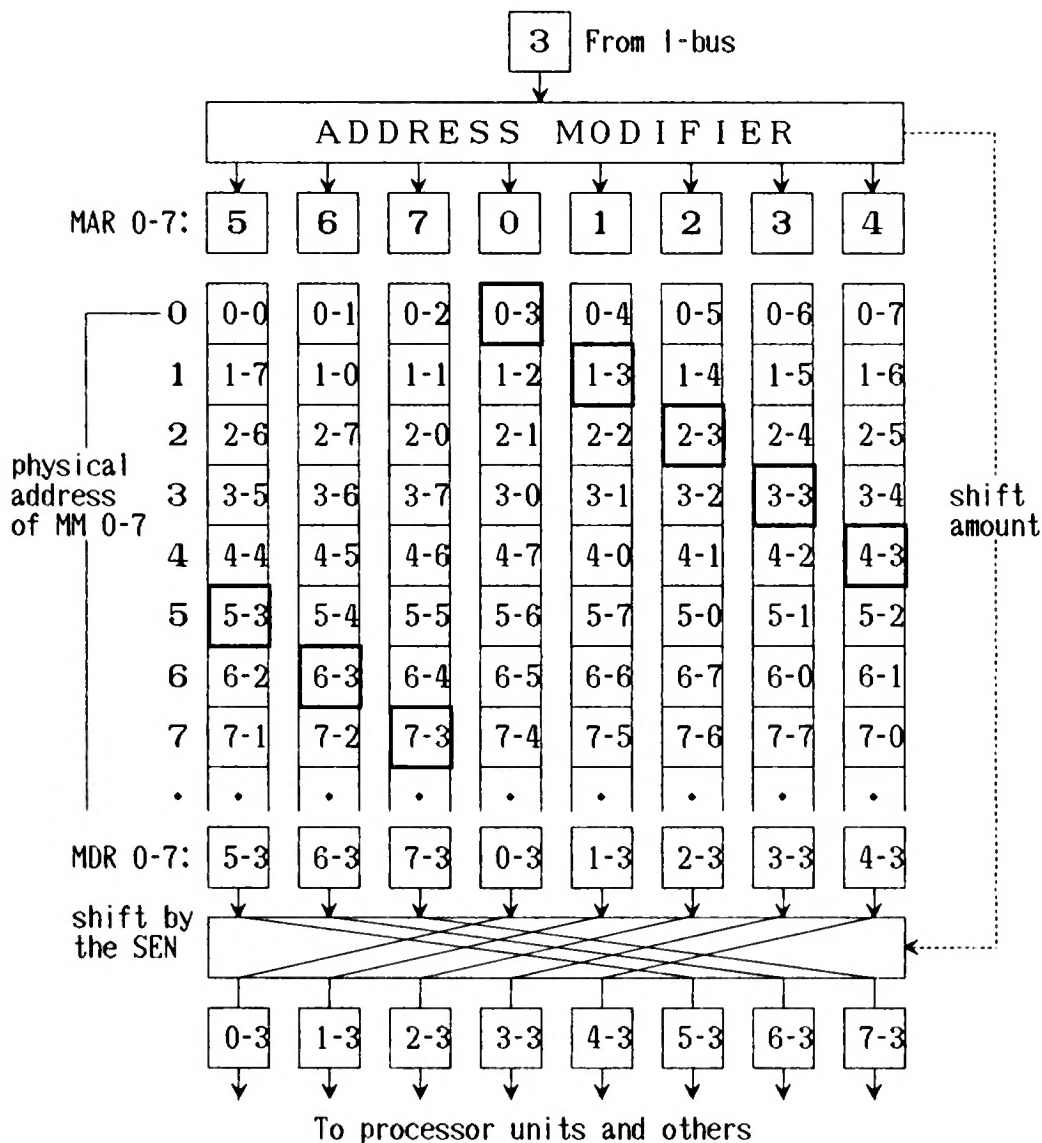 3 From I-bus
ADDRESS MODIFIER
MAR 0-7: 5 6 7 0 1 2 3 4
0 0-0 0-1 0-2 0-3 0-4 0-5 0-6 0-7
1 1-7 1-0 1-1 1-2 1-3 1-4 1-5 1-6
2 2-6 2-7 2-0 2-1 2-2 2-3 2-4 2-5
physical
address
of MM 0-7
3 3-5 3-6 3-7 3-0 3-1 3-2 3-3 3-4
shift
amount
4 4-4 4-5 4-6 4-7 4-0 4-1 4-2 4-3
5 5-3 5-4 5-5 5-6 5-7 5-0 5-1 5-2
6 6-2 6-3 6-4 6-5 6-6 6-7 6-0 6-1
7 7-1 7-2 7-3 7-4 7-5 7-6 7-7 7-0
. . . . . . . . .
MDR 0-7: 5-3 6-3 7-3 0-3 1-3 2-3 3-3 4-3
shift by
the SEN
0-3 1-3 2-3 3-3 4-3 5-3 6-3 7-3
To processor units and others